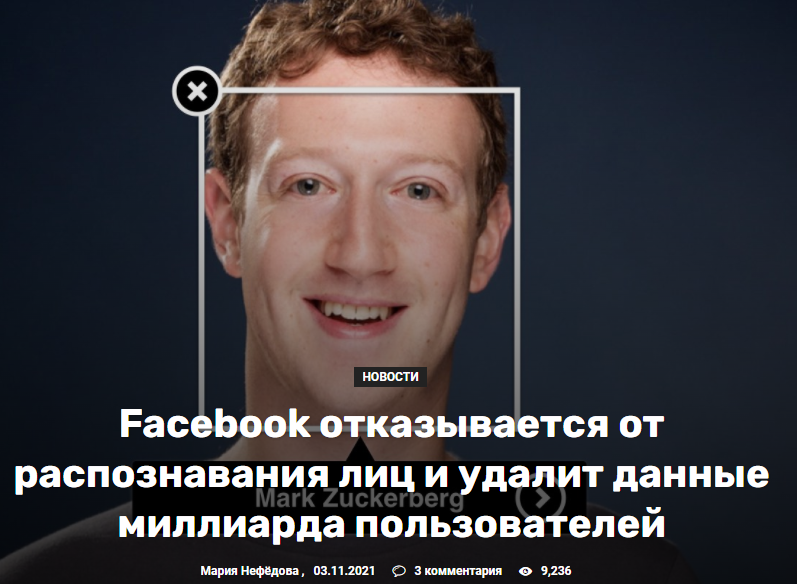 НОВОСТИ
Facebook отказывается от
распознавания лиц и удалит данные
Mark Zuckerberg
миллиарда пользователей
Мария Нефёдова , 03.11.2021 3 комментария 9,236